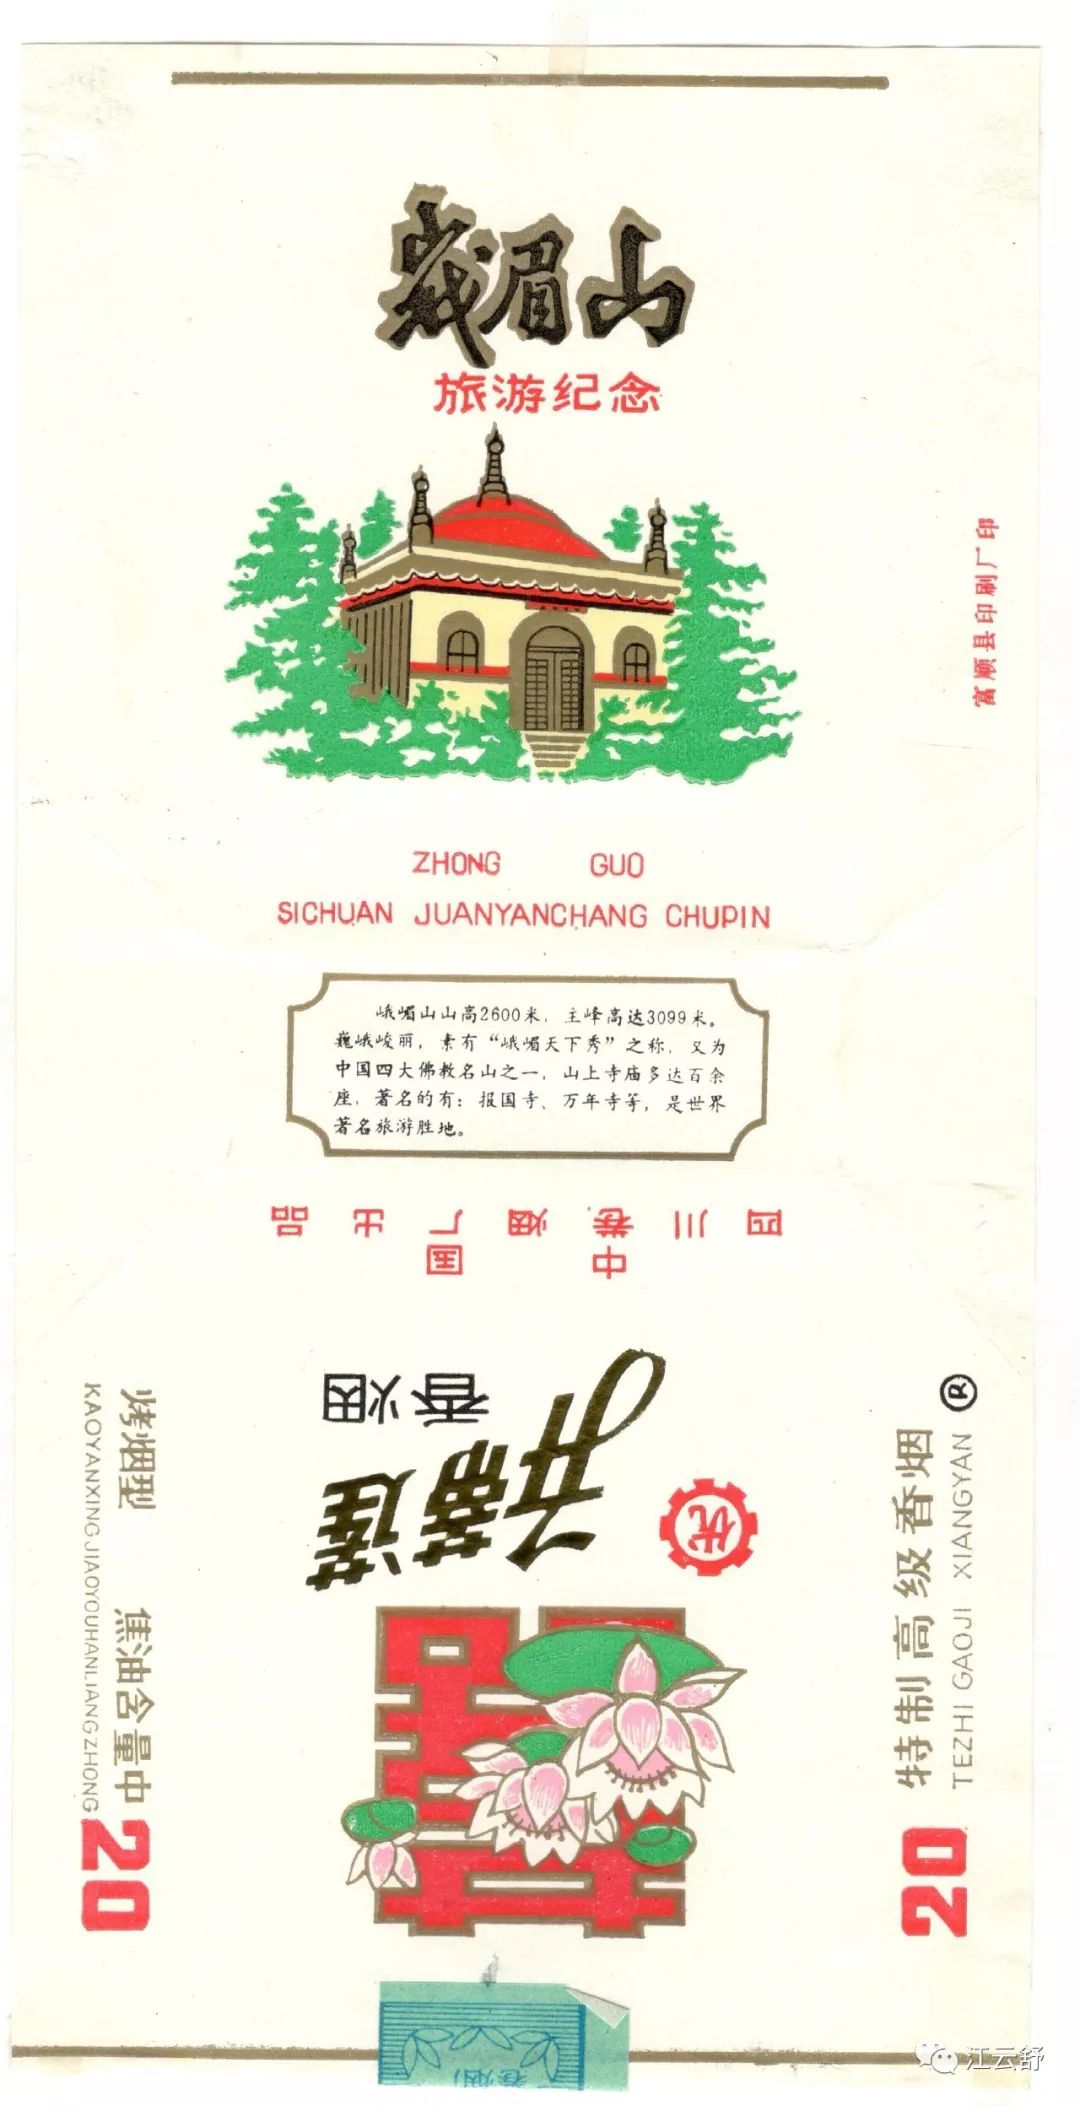 峨眉山
旅游纪念
富顺县印刷厂印
ZHONG GUO
SICHUAN JUANYANCHANG CHUPIN
峨嵋山山高2600米，主峰高达3099米。
巍峨峻丽，素有“峨嵋天下秀”之称，又为
中国四大佛教名山之一，山上寺庙多达百余
座，著名的有：报国寺、万年寺等，是世界
著名旅游胜地。
中国
四川卷烟厂出品
并蒂莲
香烟
优
烤烟型 焦油含量中
KAOYANXING JIAOYOUHANLIANGZHONG
20
®
特制高级香烟
TEZHI GAOJI XIANGYAN
20
卷烟
江云舒